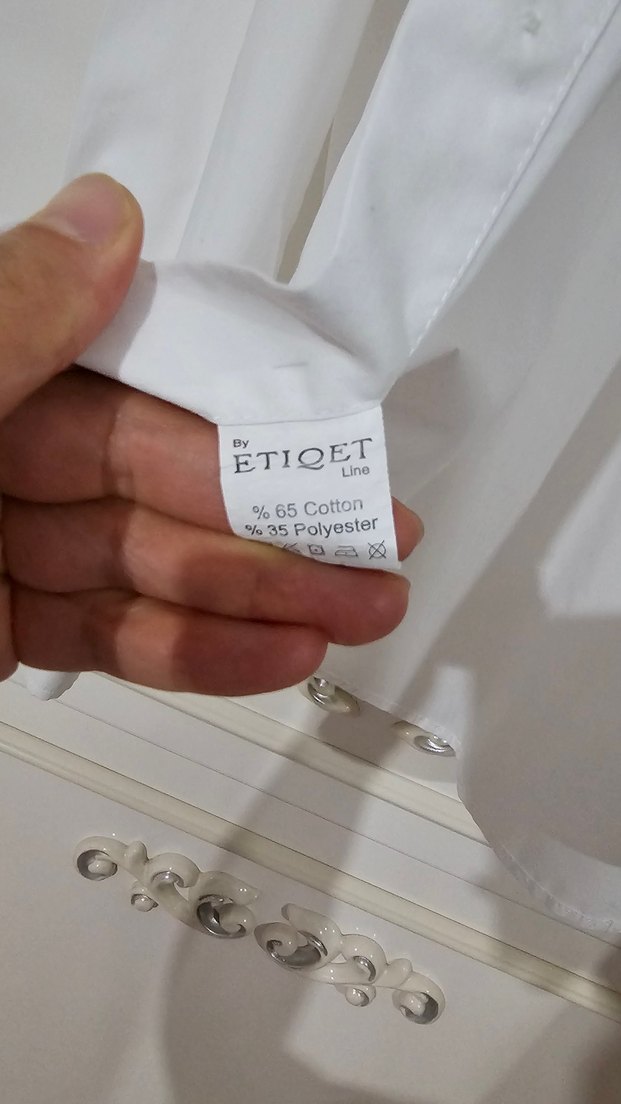 By
ETIQET
Line
% 65 Cotton
% 35 Polyester